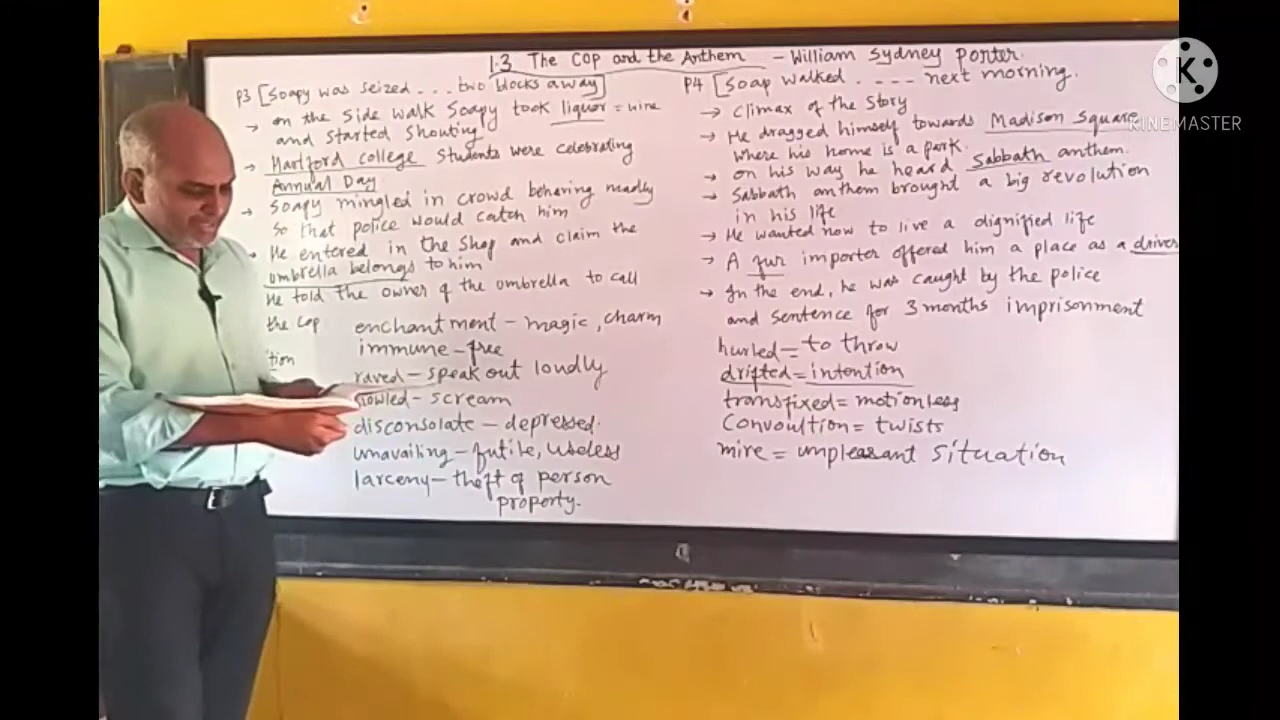 1.3 The Cop and the Anthem - William Sydney Porter.
P3 [Soapy was seized ... two blocks away]
→ on the side walk Soapy took liquor = wine
and started shouting
→ Hartford college students were celebrating
Annual Day
→ Soapy mingled in crowd behaving madly
so that police would catch him
→ He entered in the shop and claim the
umbrella belongs to him
He told the owner of the umbrella to call
the cop
tion
enchantment - magic, charm
immune - free
raved - speak out loudly
howled - scream
disconsolate - depressed.
unavailing - futile, useless
larceny - theft of person
property.
P4 [Soap walked .... next morning.
→ Climax of the story
→ He dragged himself towards Madison Square
where his home is a park.
→ on his way he heard Sabbath anthem.
→ Sabbath anthem brought a big revolution
in his life
→ He wanted now to live a dignified life
→ A fur importer offered him a place as a driver
→ In the end, he was caught by the police
and sentence for 3 months imprisonment
hurled = to throw
drifted = intention
transfixed = motionless
Convoultion = twists
mire = unpleasant situation
K
KINEMASTER